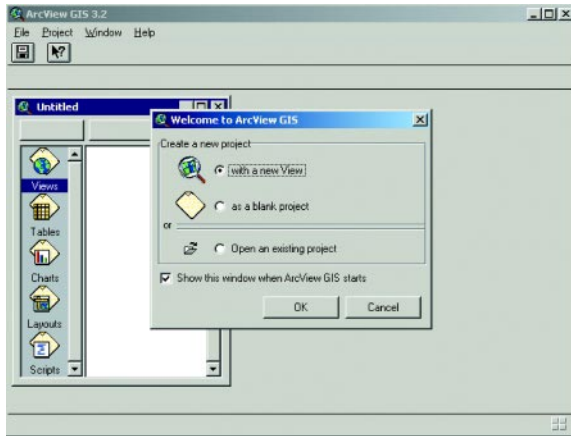 ArcView GIS 3.2
File Project Window Help
Untitled
Views
Tables
Charts
Layouts
Scripts
Welcome to ArcView GIS
Create a new project
with a new View
as a blank project
or
Open an existing project
Show this window when ArcView GIS starts
OK Cancel